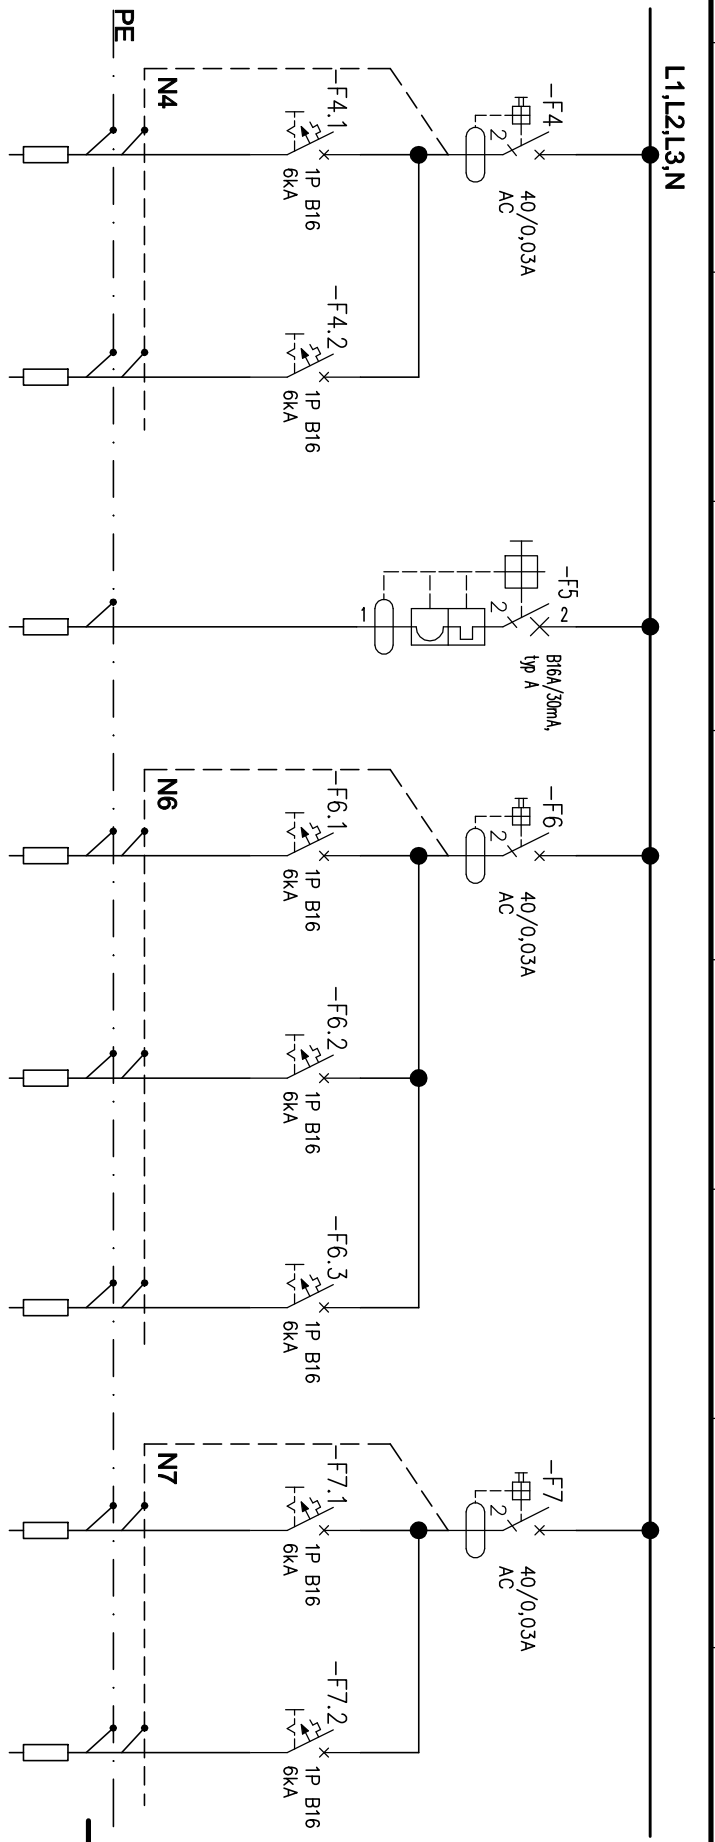 L1,L2,L3,N
-F4
2
40/0,03A
AC
-F4.1
1P B16
6kA
-F4.2
1P B16
6kA
N4
PE
-F5
2
2
1
B16A/30mA,
typ A
-F6
2
40/0,03A
AC
-F6.1
1P B16
6kA
-F6.2
1P B16
6kA
-F6.3
1P B16
6kA
N6
-F7
2
40/0,03A
AC
-F7.1
1P B16
6kA
-F7.2
1P B16
6kA
N7